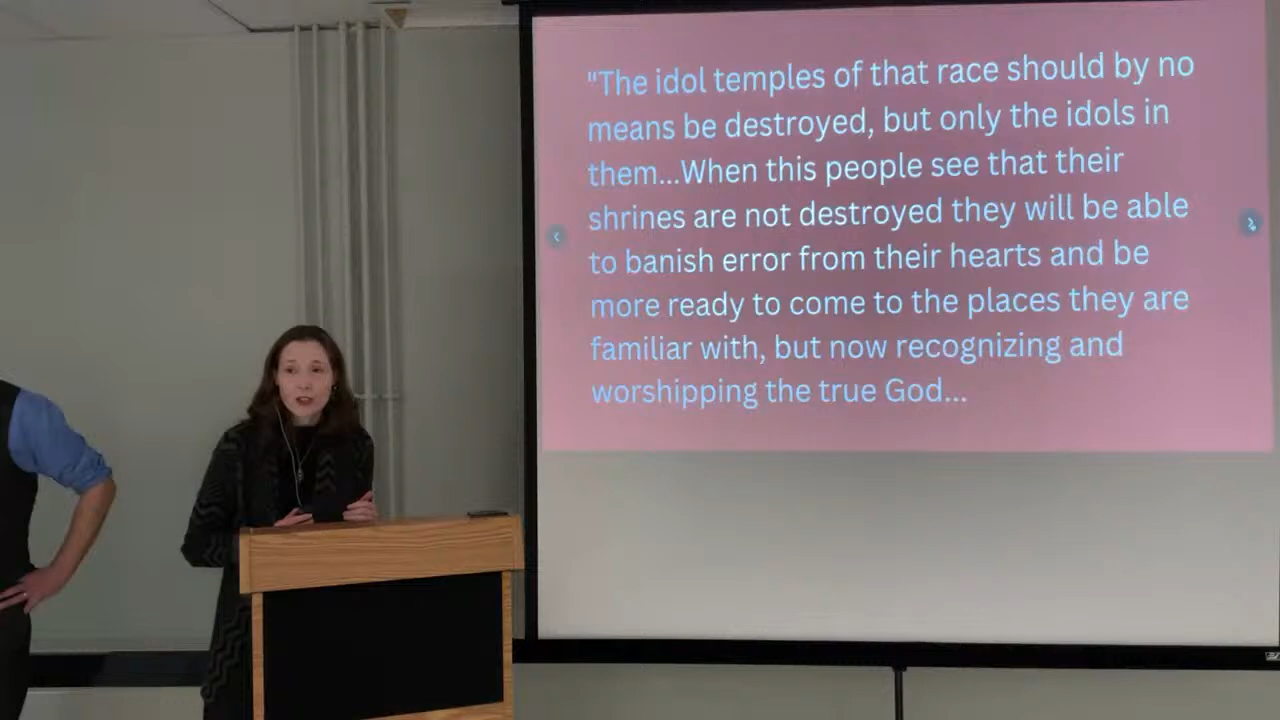 "The idol temples of that race should by no
means be destroyed, but only the idols in
them...When this people see that their
shrines are not destroyed they will be able
to banish error from their hearts and be
more ready to come to the places they are
familiar with, but now recognizing and
worshipping the true God...